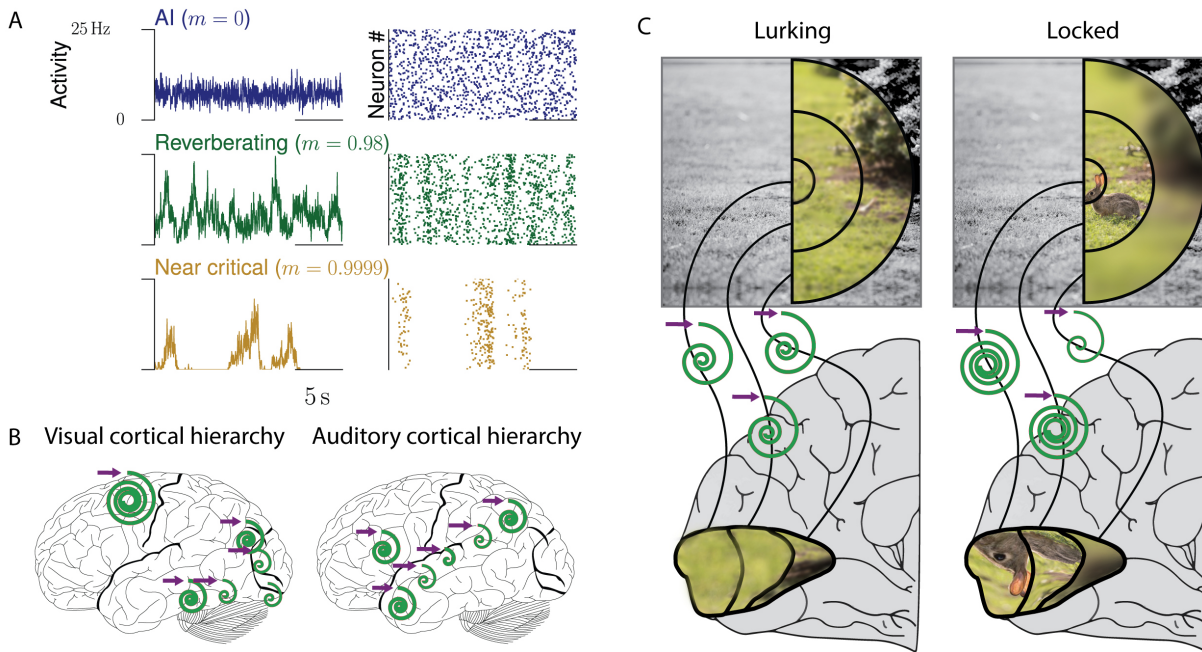 A
25 Hz
Activity
0
AI (m = 0)
Neuron #
Reverberating (m = 0.98)
Near critical (m = 0.9999)
5 s
B
Visual cortical hierarchy
Auditory cortical hierarchy
C
Lurking
Locked